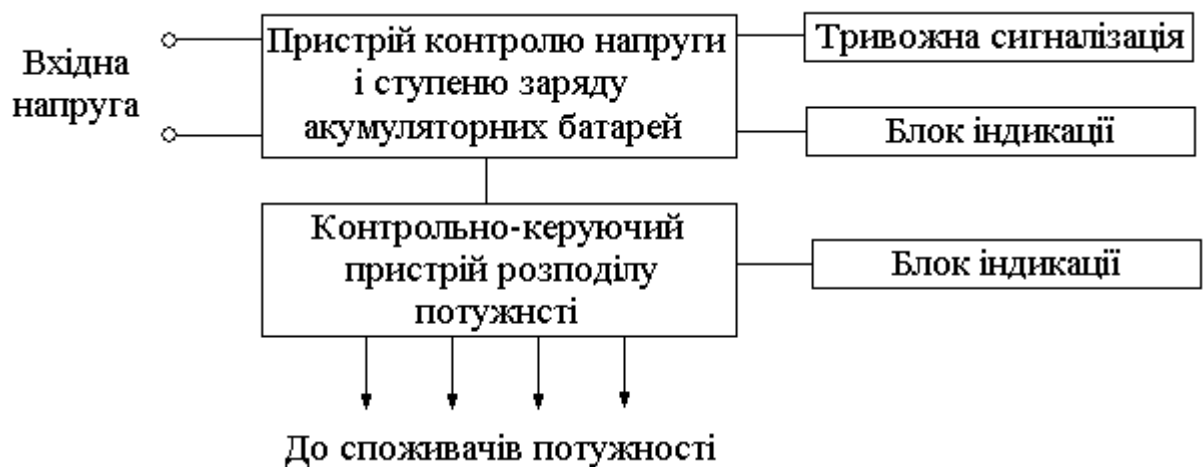 Вхідна
напруга
Пристрій контролю напруги
і ступеню заряду
акумуляторних батарей
Тривожна сигналізація
Блок індикації
Контрольно-керуючий
пристрій розподілу
потужнсті
Блок індикації
До споживачів потужності